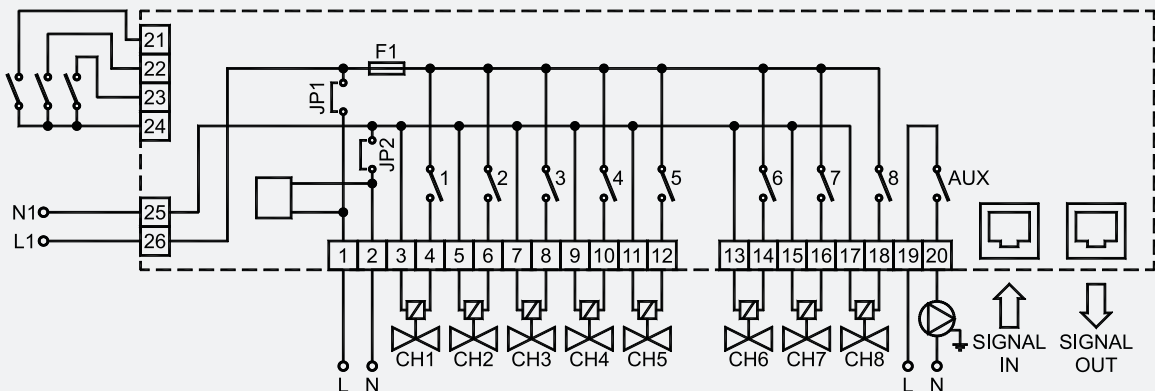 21
22
23
24
F1
JP1
JP2
1
2
3
4
5
6
7
8
AUX
N1
L1
25
26
1 2 3 4 5 6 7 8 9 10 11 12 13 14 15 16 17 18 19 20
CH1 CH2 CH3 CH4 CH5 CH6 CH7 CH8
SIGNAL IN
SIGNAL OUT
L N L N